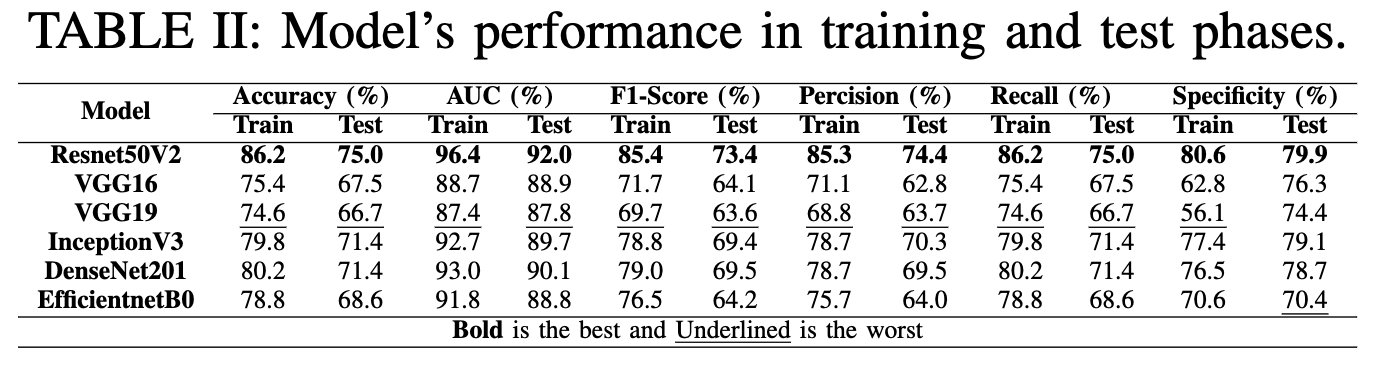 TABLE II: Model's performance in training and test phases.
Model Accuracy (%) AUC (%) F1-Score (%) Percision (%) Recall (%) Specificity (%)
Train Test Train Test Train Test Train Test Train Test Train Test
Resnet50V2 86.2 75.0 96.4 92.0 85.4 73.4 85.3 74.4 86.2 75.0 80.6 79.9
VGG16 75.4 67.5 88.7 88.9 71.7 64.1 71.1 62.8 75.4 67.5 62.8 76.3
VGG19 74.6 66.7 87.4 87.8 69.7 63.6 68.8 63.7 74.6 66.7 56.1 74.4
InceptionV3 79.8 71.4 92.7 89.7 78.8 69.4 78.7 70.3 79.8 71.4 77.4 79.1
DenseNet201 80.2 71.4 93.0 90.1 79.0 69.5 78.7 69.5 80.2 71.4 76.5 78.7
EfficientnetB0 78.8 68.6 91.8 88.8 76.5 64.2 75.7 64.0 78.8 68.6 70.6 70.4
Bold is the best and Underlined is the worst